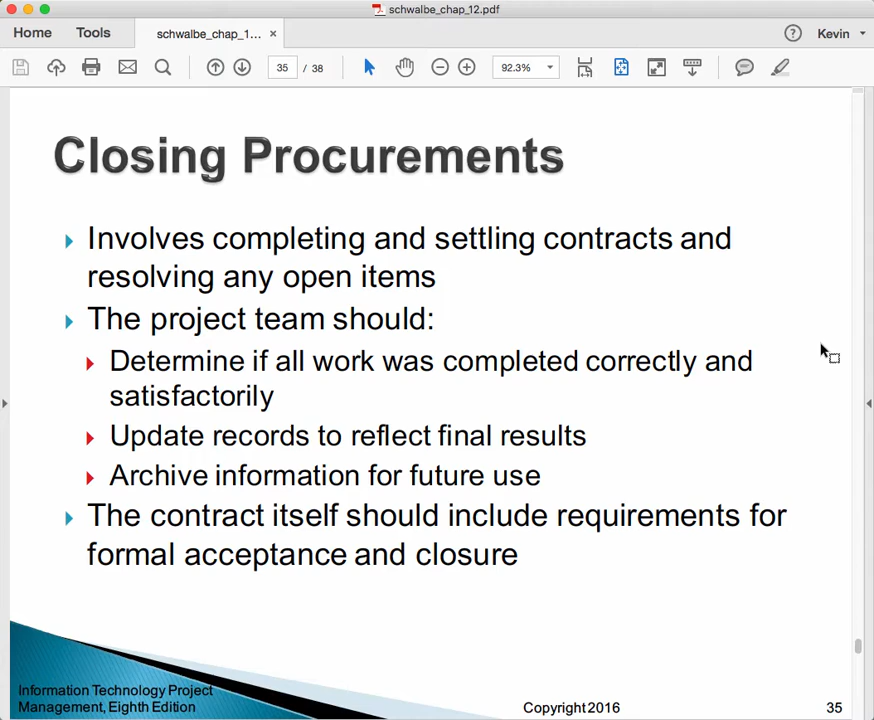 schwalbe_chap_12.pdf
Home Tools schwalbe_chap_1... × ? Kevin
35 / 38 92.3%
Closing Procurements
Involves completing and settling contracts and
resolving any open items
The project team should:
Determine if all work was completed correctly and
satisfactorily
Update records to reflect final results
Archive information for future use
The contract itself should include requirements for
formal acceptance and closure
Information Technology Project
Management, Eighth Edition
Copyright 2016
35